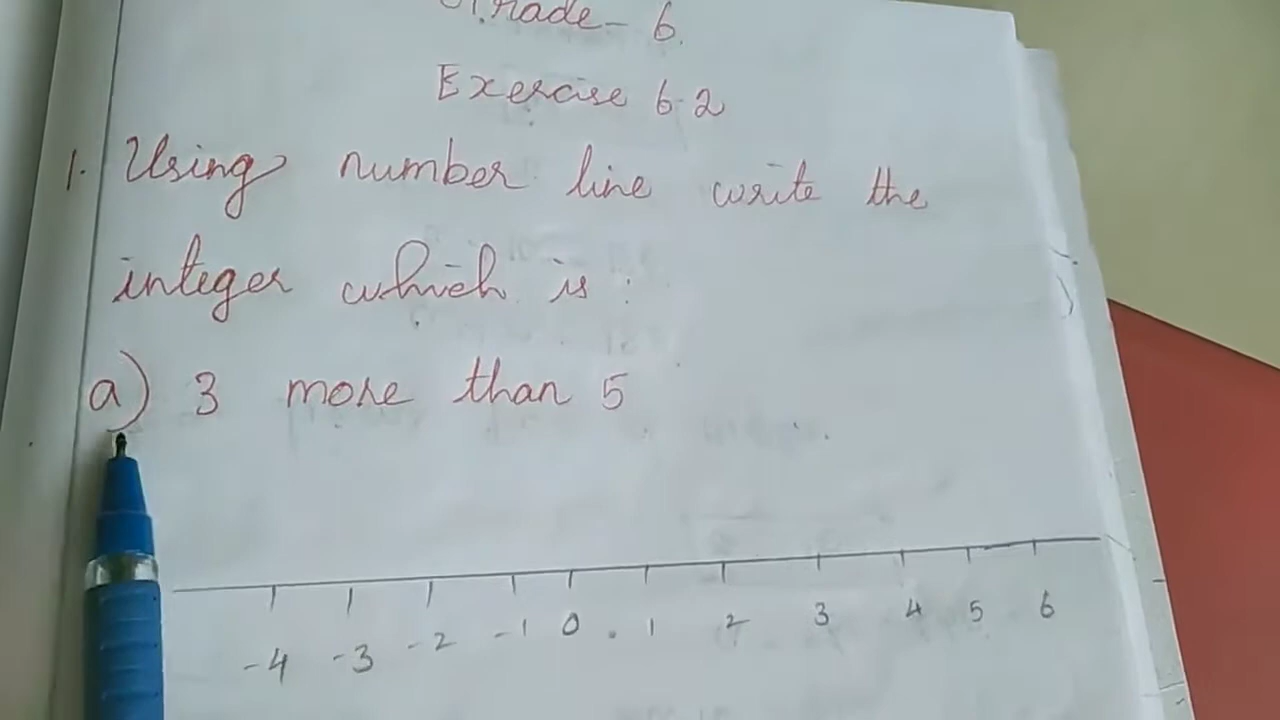 Grade - 6.
Exercise 6.2
1. Using number line write the
integer which is :
a) 3 more than 5
-4 -3 -2 -1 0 1 2 3 4 5 6